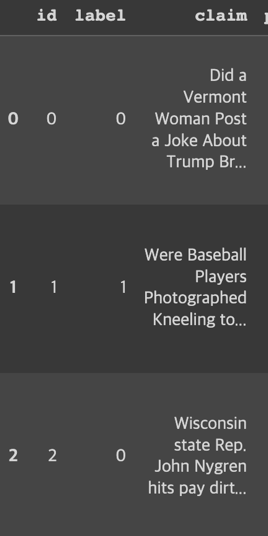 id label claim
0 0 0 Did a
Vermont
Woman Post
a Joke About
Trump Br...
1 1 1 Were Baseball
Players
Photographed
Kneeling to...
2 2 0 Wisconsin
state Rep.
John Nygren
hits pay dirt...